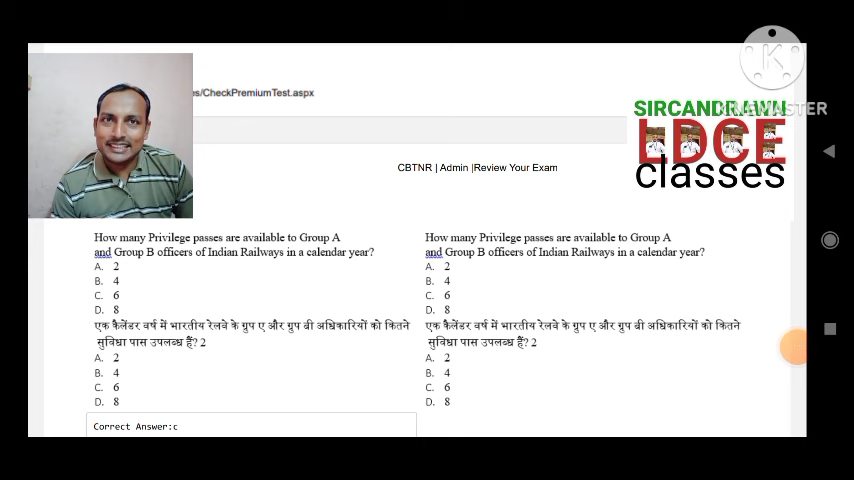 es/CheckPremiumTest.aspx
SIRCANDRAWN
KINEMASTER
LDCE
classes
CBTNR | Admin |Review Your Exam
How many Privilege passes are available to Group A
and Group B officers of Indian Railways in a calendar year?
A. 2
B. 4
C. 6
D. 8
एक कैलेंडर वर्ष में भारतीय रेलवे के ग्रुप ए और ग्रुप बी अधिकारियों को कितने
सुविधा पास उपलब्ध हैं? 2
A. 2
B. 4
C. 6
D. 8
Correct Answer:c
How many Privilege passes are available to Group A
and Group B officers of Indian Railways in a calendar year?
A. 2
B. 4
C. 6
D. 8
एक कैलेंडर वर्ष में भारतीय रेलवे के ग्रुप ए और ग्रुप बी अधिकारियों को कितने
सुविधा पास उपलब्ध हैं? 2
A. 2
B. 4
C. 6
D. 8